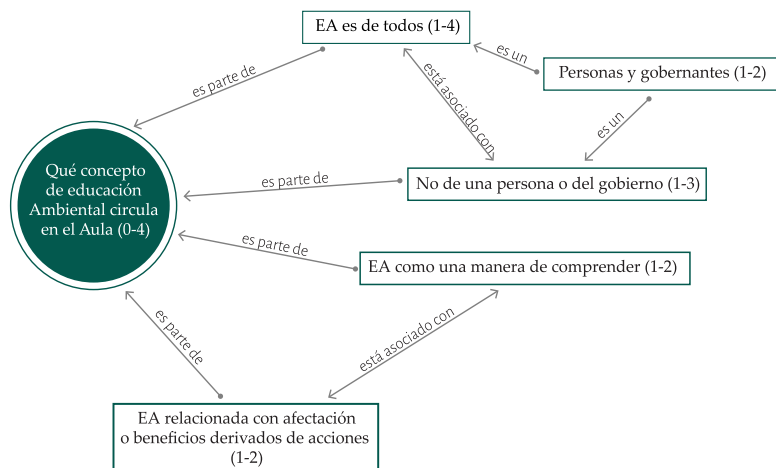 EA es de todos (1-4)
es un
Personas y gobernantes (1-2)
es parte de
está asociado con
es un
Qué concepto
de educación
Ambiental circula
en el Aula (0-4)
es parte de
No de una persona o del gobierno (1-3)
es parte de
EA como una manera de comprender (1-2)
es parte de
está asociado con
EA relacionada con afectación
o beneficios derivados de acciones
(1-2)